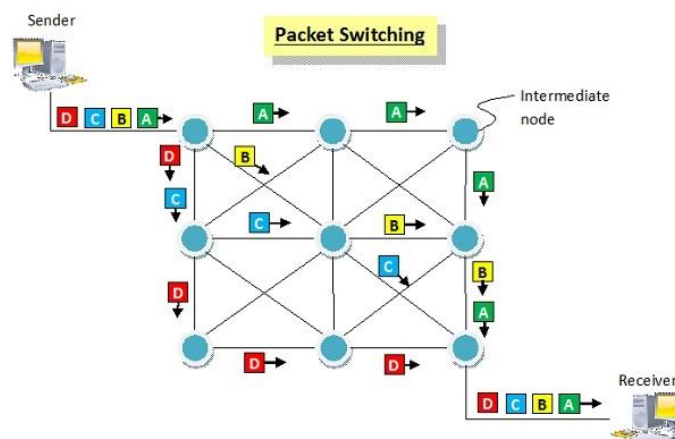 Sender
Packet Switching
Intermediate
node
D C B A
A
A
D
B
C
A
C
B
C
B
D
A
D
D
D C B A
Receiver